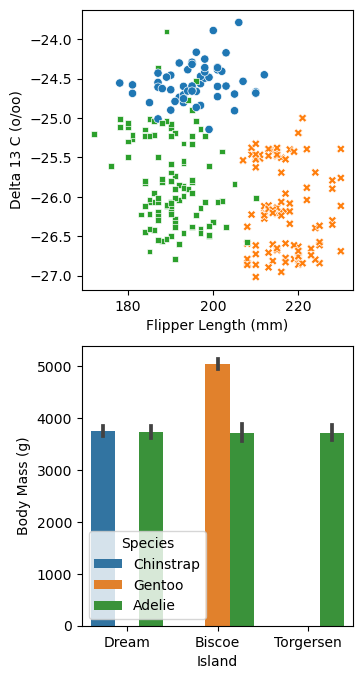 −24.0
−24.5
−25.0
−25.5
−26.0
−26.5
−27.0
Delta 13 C (o/oo)
180
200
220
Flipper Length (mm)
5000
4000
3000
2000
1000
0
Body Mass (g)
Species
Chinstrap
Gentoo
Adelie
Dream
Biscoe
Torgersen
Island